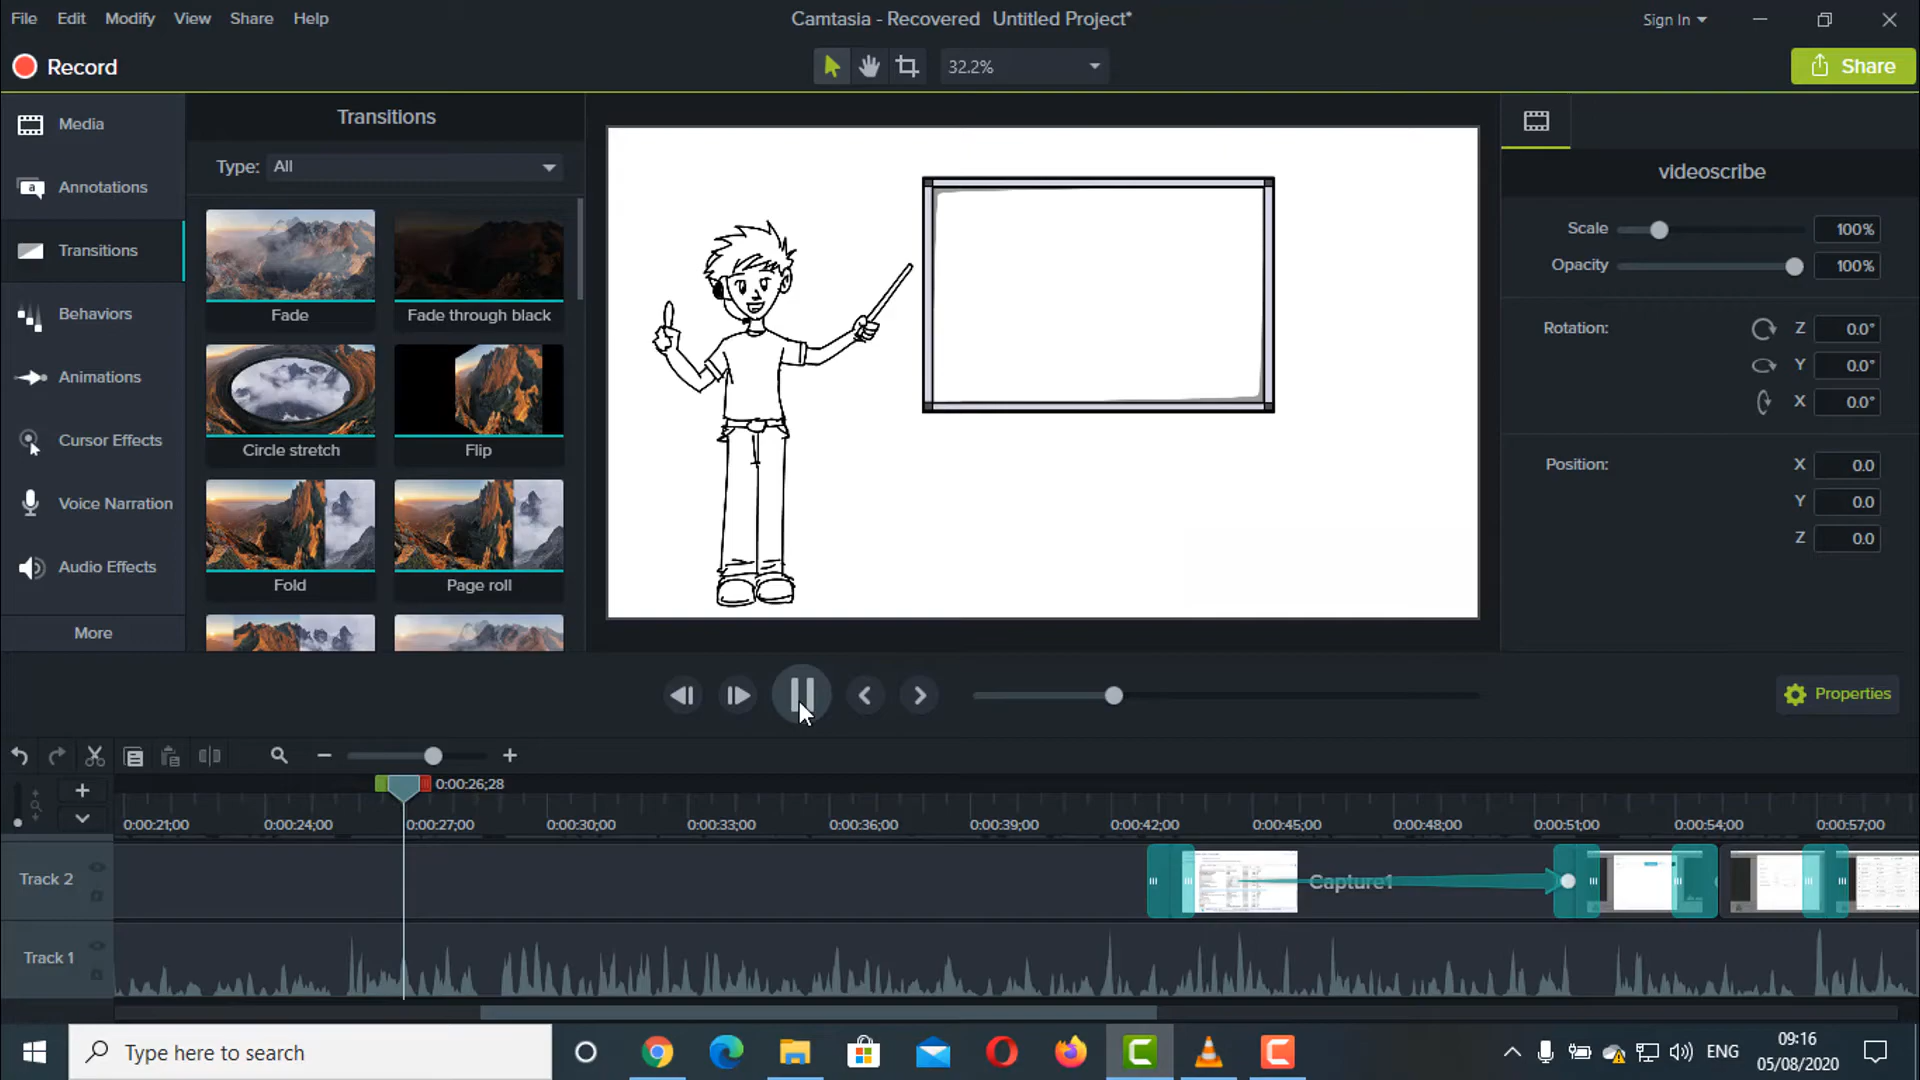 File Edit Modify View Share Help
Camtasia - Recovered Untitled Project*
Sign In
Record
32.2%
Share
Media
Annotations
Transitions
Behaviors
Animations
Cursor Effects
Voice Narration
Audio Effects
More
Transitions
Type: All
Fade
Fade through black
Circle stretch
Flip
Fold
Page roll
videoscribe
Scale 100%
Opacity 100%
Rotation: Z 0.0°
Y 0.0°
X 0.0°
Position: X 0.0
Y 0.0
Z 0.0
Properties
0:00:26;28
0:00:21;00 0:00:24;00 0:00:27;00 0:00:30;00 0:00:33;00 0:00:36;00 0:00:39;00 0:00:42;00 0:00:45;00 0:00:48;00 0:00:51;00 0:00:54;00 0:00:57;00
Track 2
Capture1
Track 1
Type here to search
ENG
09:16
05/08/2020